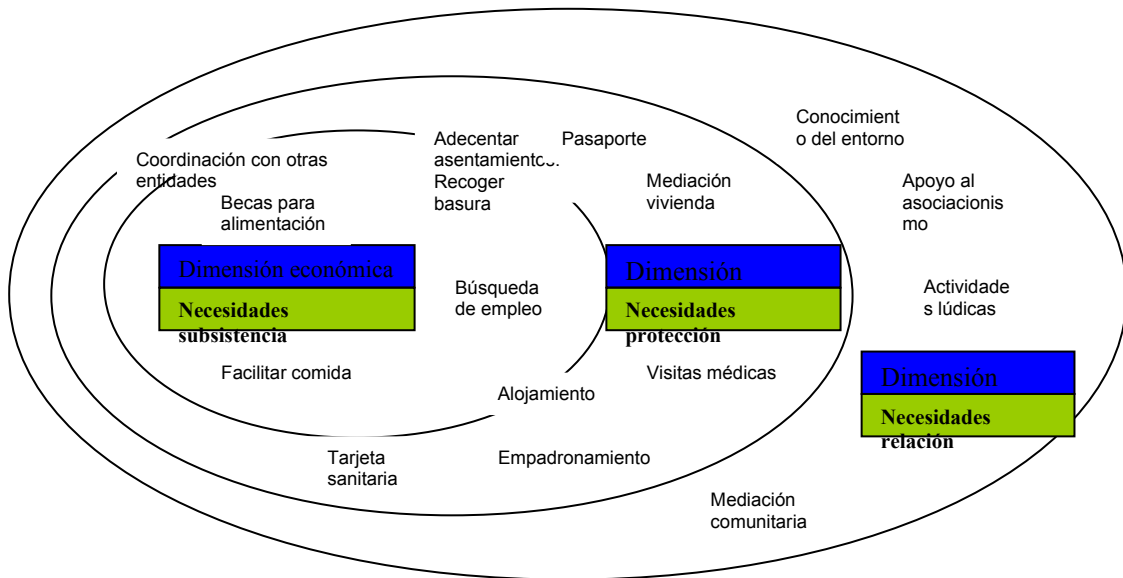 Conocimient
o del entorno
Adecentar
asentamientos.
Recoger
basura
Pasaporte
Coordinación con otras
entidades
Becas para
alimentación
Mediación
vivienda
Apoyo al
asociacionis
mo
Dimensión económica
Necesidades
subsistencia
Búsqueda
de empleo
Dimensión
Necesidades
protección
Actividade
s lúdicas
Facilitar comida
Alojamiento
Visitas médicas
Dimensión
Necesidades
relación
Tarjeta
sanitaria
Empadronamiento
Mediación
comunitaria